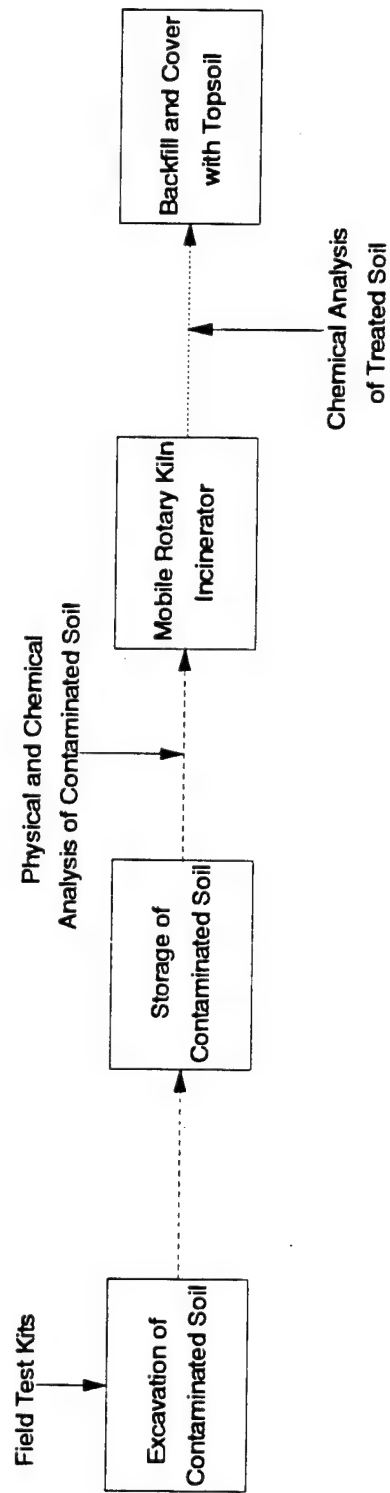 Field Test Kits
Excavation of
Contaminated Soil
Storage of
Contaminated Soil
Physical and Chemical
Analysis of Contaminated Soil
Mobile Rotary Kiln
Incinerator
Chemical Analysis
of Treated Soil
Backfill and Cover
with Topsoil